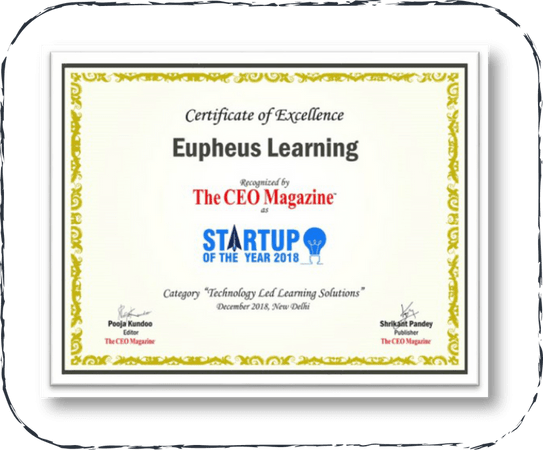 Certificate of Excellence
Eupheus Learning
Recognized by
The CEO Magazine™
as
STARTUP
OF THE YEAR 2018
Category "Technology Led Learning Solutions"
December 2018, New Delhi
Pooja Kundoo
Editor
The CEO Magazine
Shrikant Pandey
Publisher
The CEO Magazine